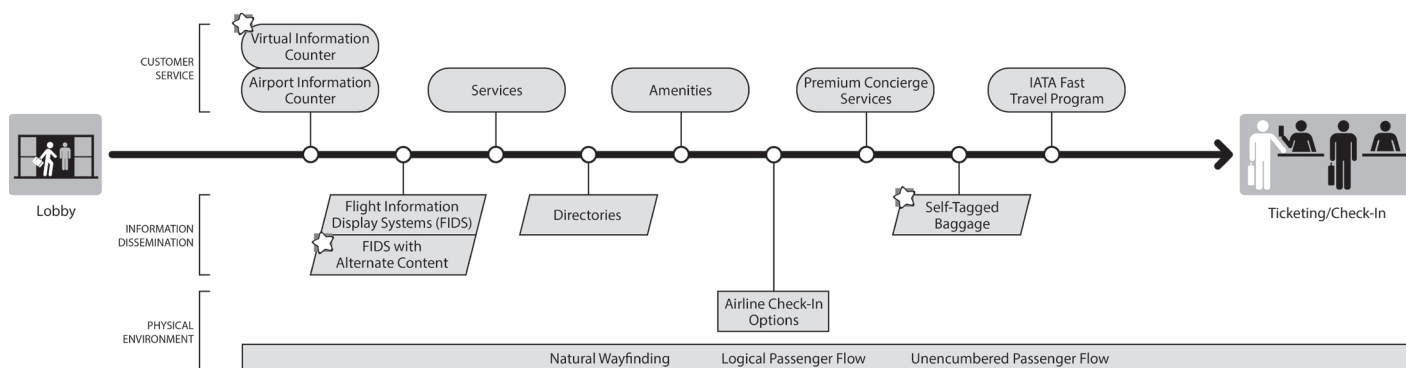 Virtual Information
Counter
CUSTOMER
SERVICE
Airport Information
Counter
Services
Amenities
Premium Concierge
Services
IATA Fast
Travel Program
Lobby
Ticketing/Check-In
INFORMATION
DISSEMINATION
Flight Information
Display Systems (FIDS)
FIDS with
Alternate Content
Directories
Self-Tagged
Baggage
PHYSICAL
ENVIRONMENT
Airline Check-In
Options
Natural Wayfinding Logical Passenger Flow Unencumbered Passenger Flow